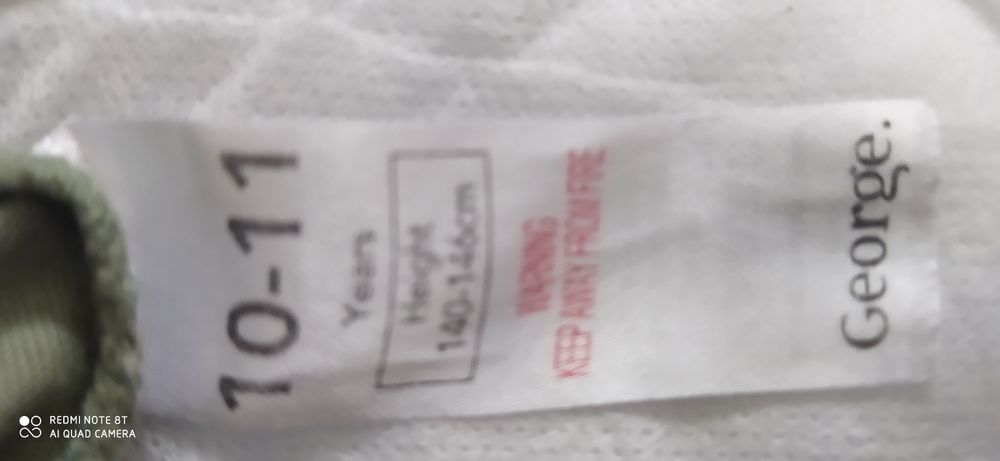 10-11
Years
Height
140-146cm
WARNING
KEEP AWAY FROM FIRE
George.
REDMI NOTE 8T
AI QUAD CAMERA